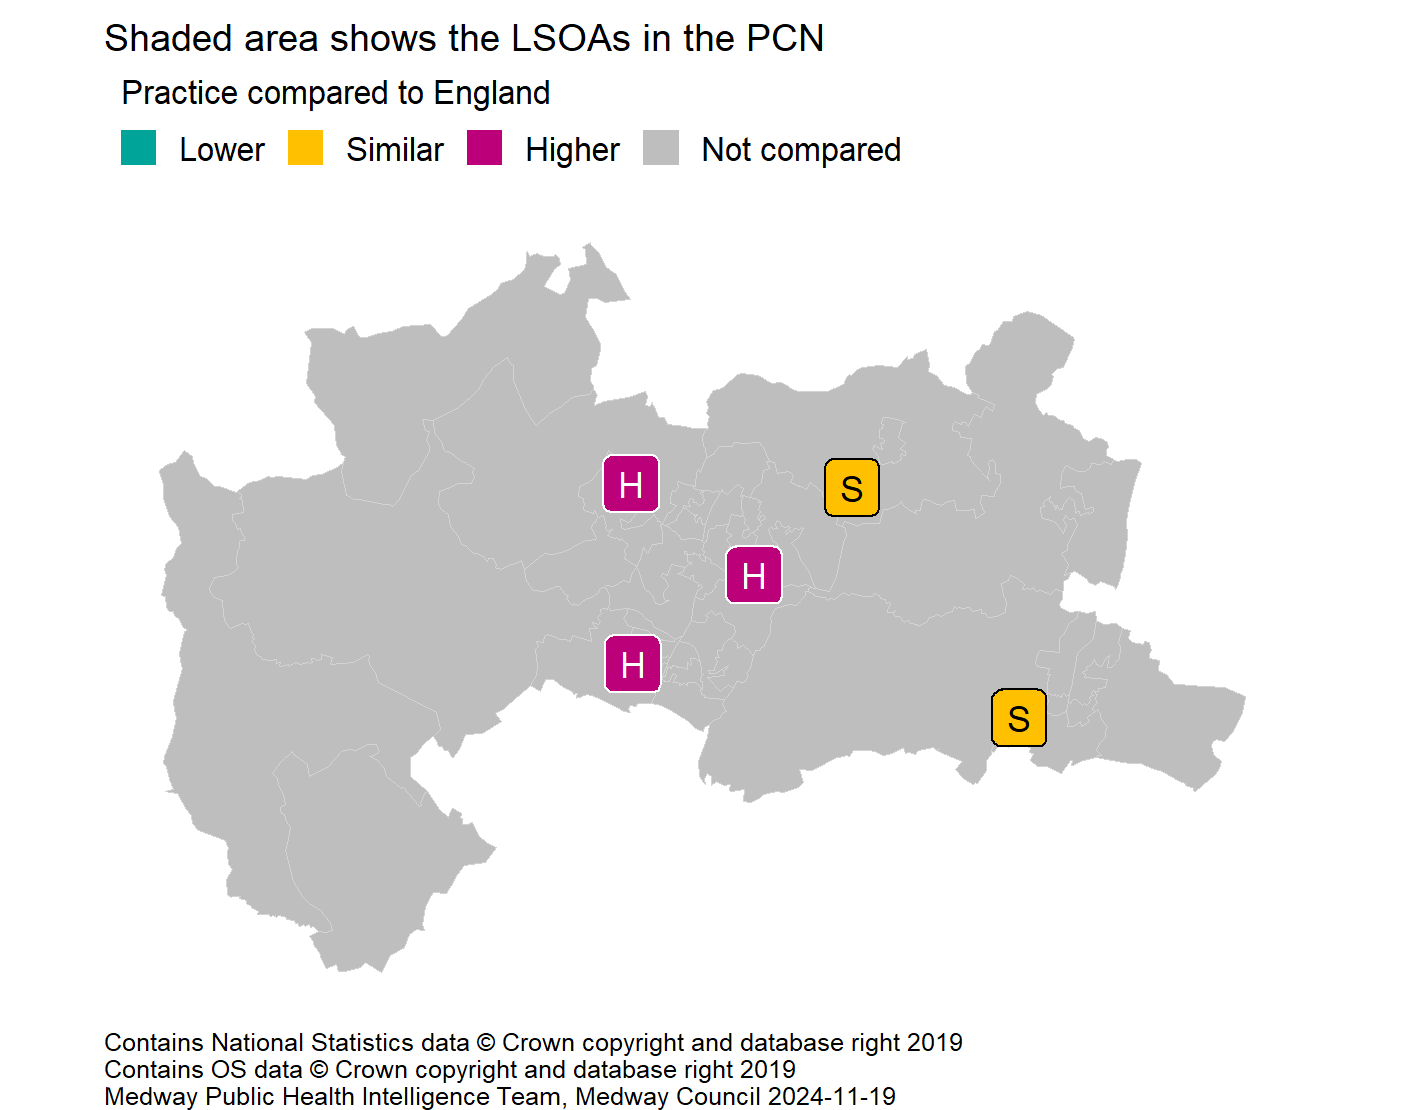 Shaded area shows the LSOAs in the PCN
Practice compared to England
Lower Similar Higher Not compared
H
S
H
H
S
Contains National Statistics data © Crown copyright and database right 2019
Contains OS data © Crown copyright and database right 2019
Medway Public Health Intelligence Team, Medway Council 2024-11-19